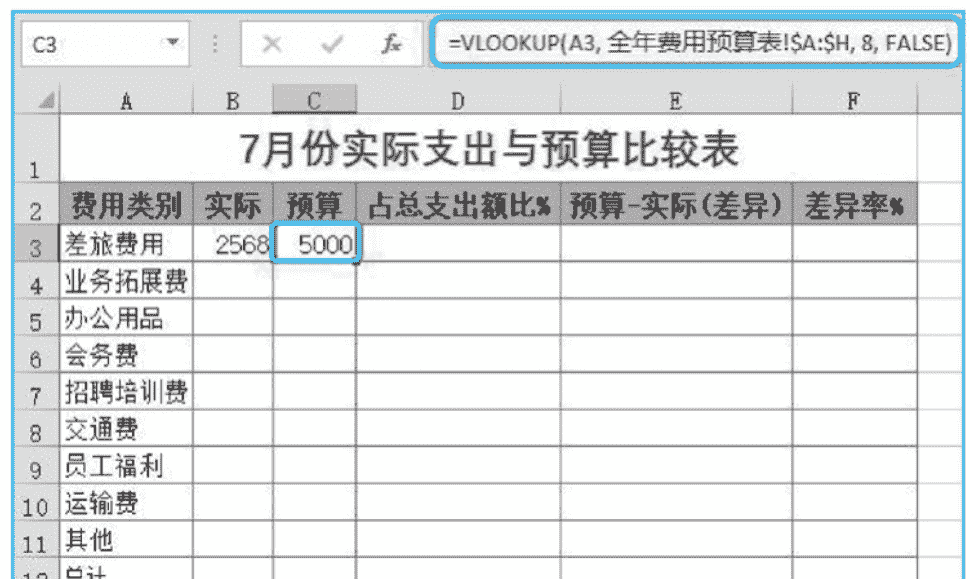 C3 =VLOOKUP(A3, 全年费用预算表!$A:$H, 8, FALSE)
A B C D E F
1 7月份实际支出与预算比较表
2 费用类别 实际 预算 占总支出额比% 预算-实际(差异) 差异率%
3 差旅费用 2568 5000
4 业务拓展费
5 办公用品
6 会务费
7 招聘培训费
8 交通费
9 员工福利
10 运输费
11 其他
12 总计